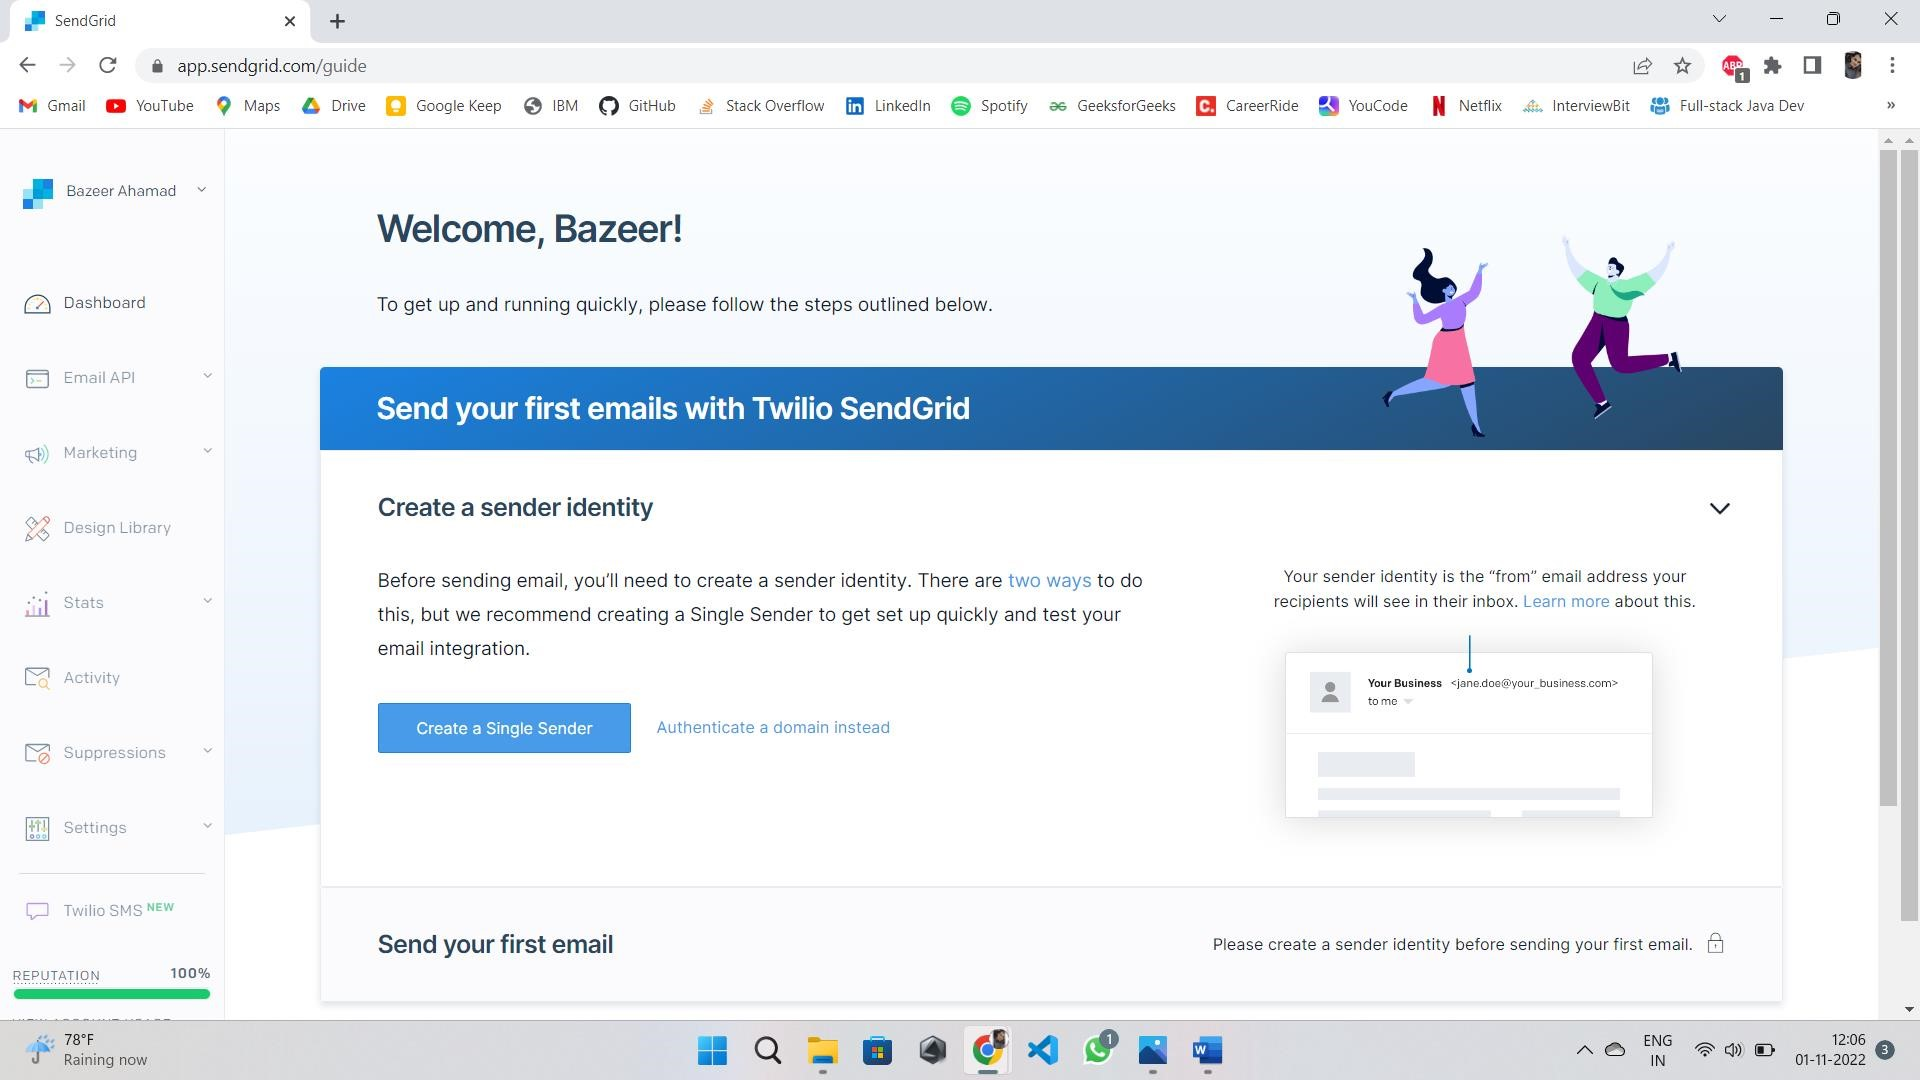 SendGrid
app.sendgrid.com/guide
ABP
1
Gmail YouTube Maps Drive Google Keep IBM GitHub Stack Overflow LinkedIn Spotify GeeksforGeeks CareerRide YouCode Netflix InterviewBit Full-stack Java Dev »
Bazeer Ahamad
Dashboard
Email API
Marketing
Design Library
Stats
Activity
Suppressions
Settings
Twilio SMS NEW
REPUTATION 100%
Welcome, Bazeer!
To get up and running quickly, please follow the steps outlined below.
Send your first emails with Twilio SendGrid
Create a sender identity
Before sending email, you’ll need to create a sender identity. There are two ways to do
this, but we recommend creating a Single Sender to get set up quickly and test your
email integration.
Create a Single Sender Authenticate a domain instead
Your sender identity is the “from” email address your
recipients will see in their inbox. Learn more about this.
Your Business <jane.doe@your_business.com>
to me
Send your first email
Please create a sender identity before sending your first email.
78°F
Raining now
1
W
ENG
IN
12:06
01-11-2022
3